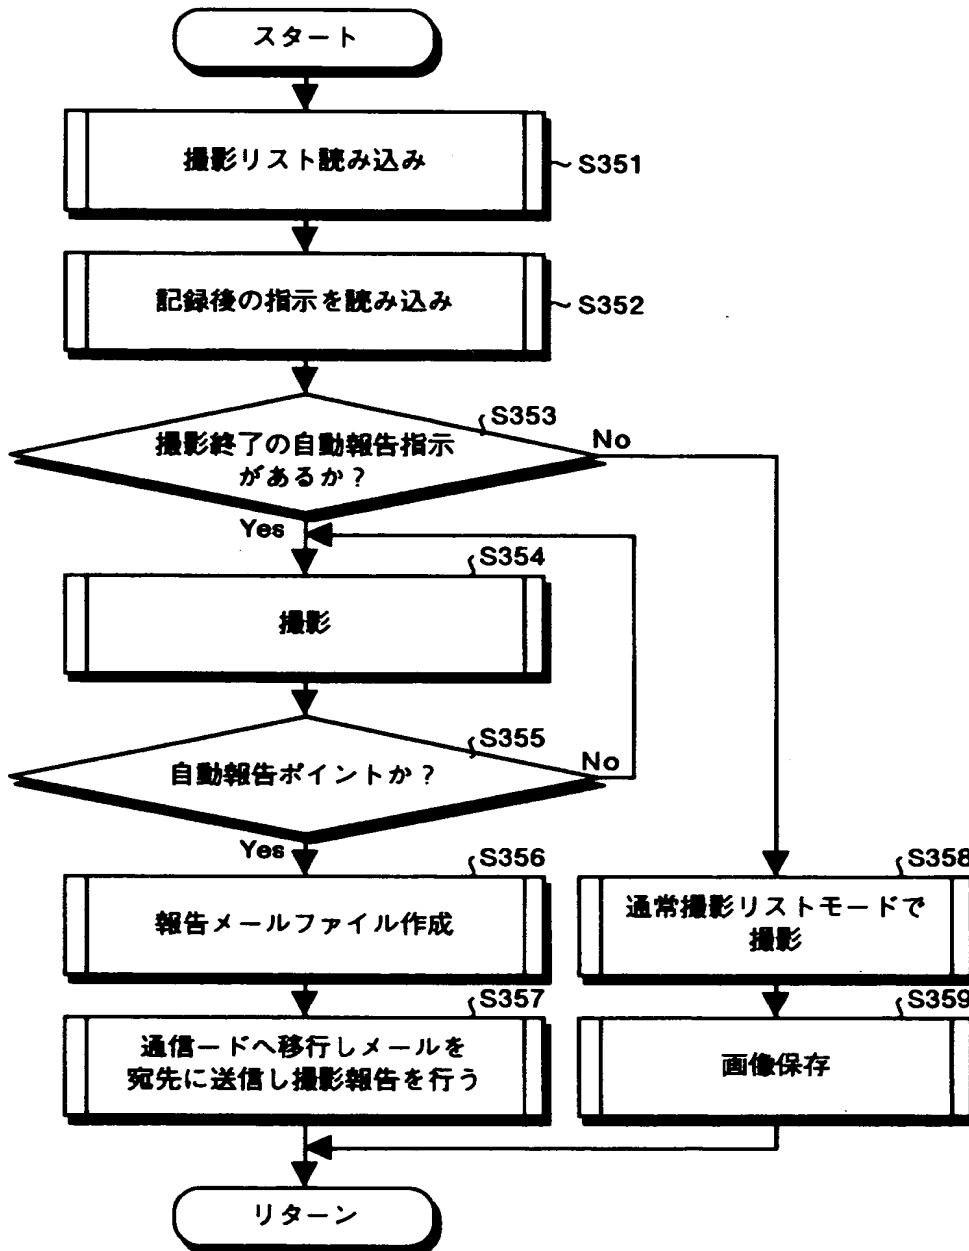 スタート
撮影リスト読み込み
S351
記録後の指示を読み込み
S352
S353
撮影終了の自動報告指示
があるか？
No
Yes
S354
撮影
S355
自動報告ポイントか？
No
Yes
S356
報告メールファイル作成
S358
通常撮影リストモードで
撮影
S357
通信ードへ移行しメールを
宛先に送信し撮影報告を行う
S359
画像保存
リターン